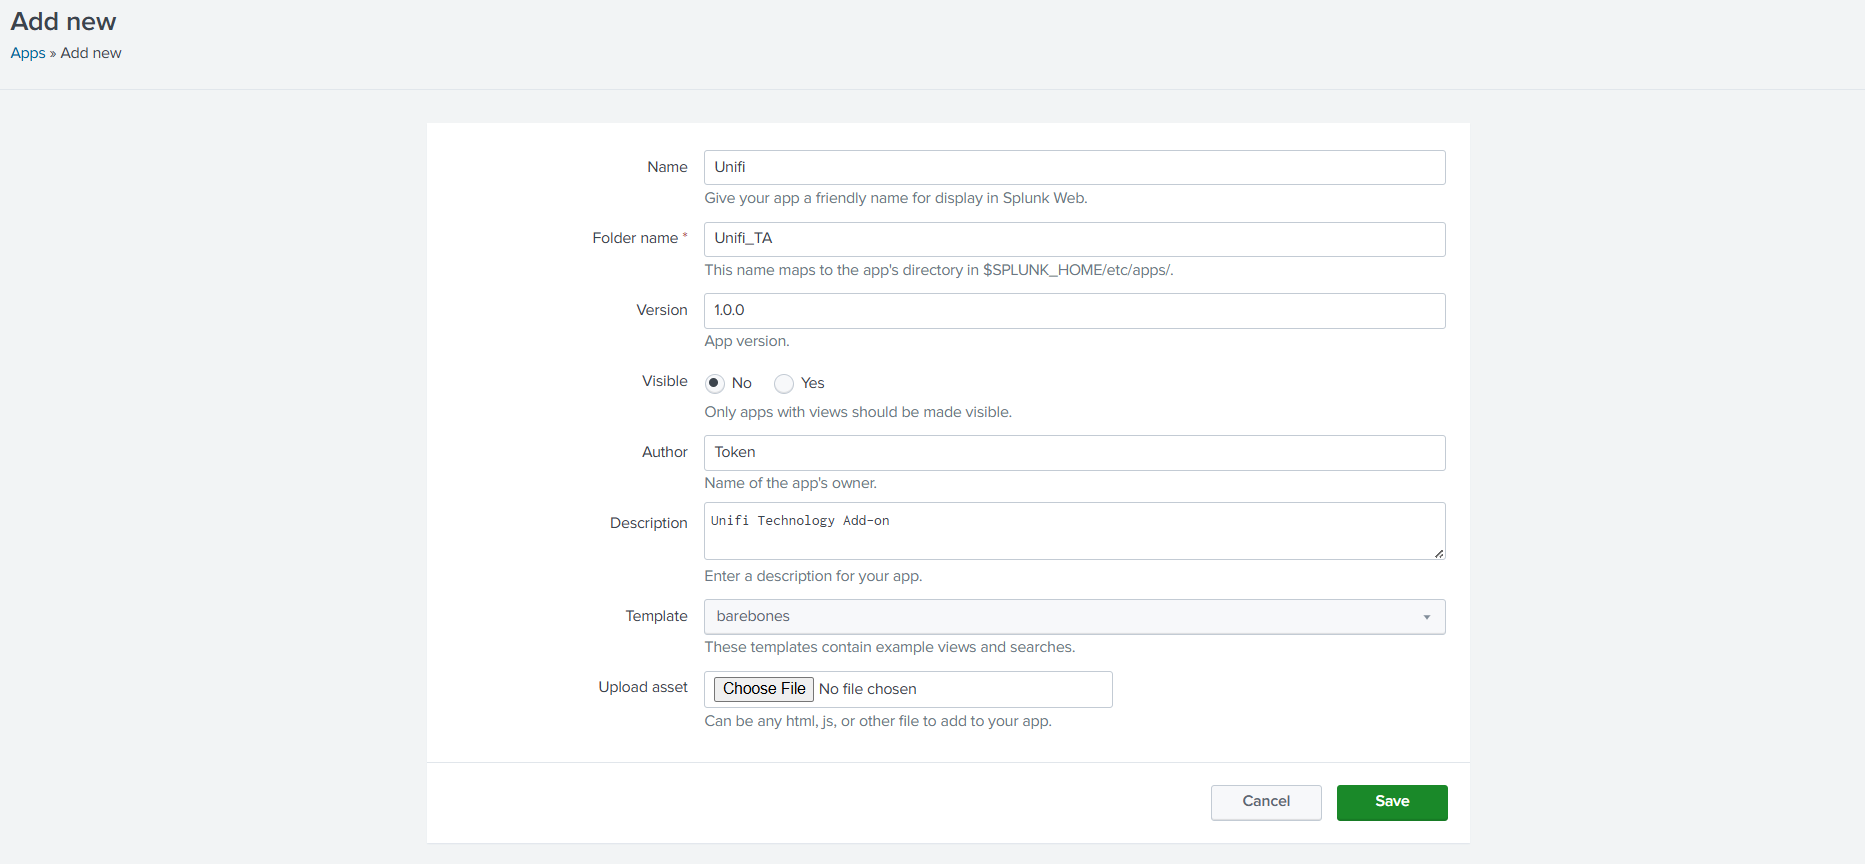 Add new
Apps » Add new
Name
Unifi
Give your app a friendly name for display in Splunk Web.
Folder name *
Unifi_TA
This name maps to the app's directory in $SPLUNK_HOME/etc/apps/.
Version
1.0.0
App version.
Visible
No Yes
Only apps with views should be made visible.
Author
Token
Name of the app's owner.
Description
Unifi Technology Add-on
Enter a description for your app.
Template
barebones
These templates contain example views and searches.
Upload asset
Choose File No file chosen
Can be any html, js, or other file to add to your app.
Cancel Save